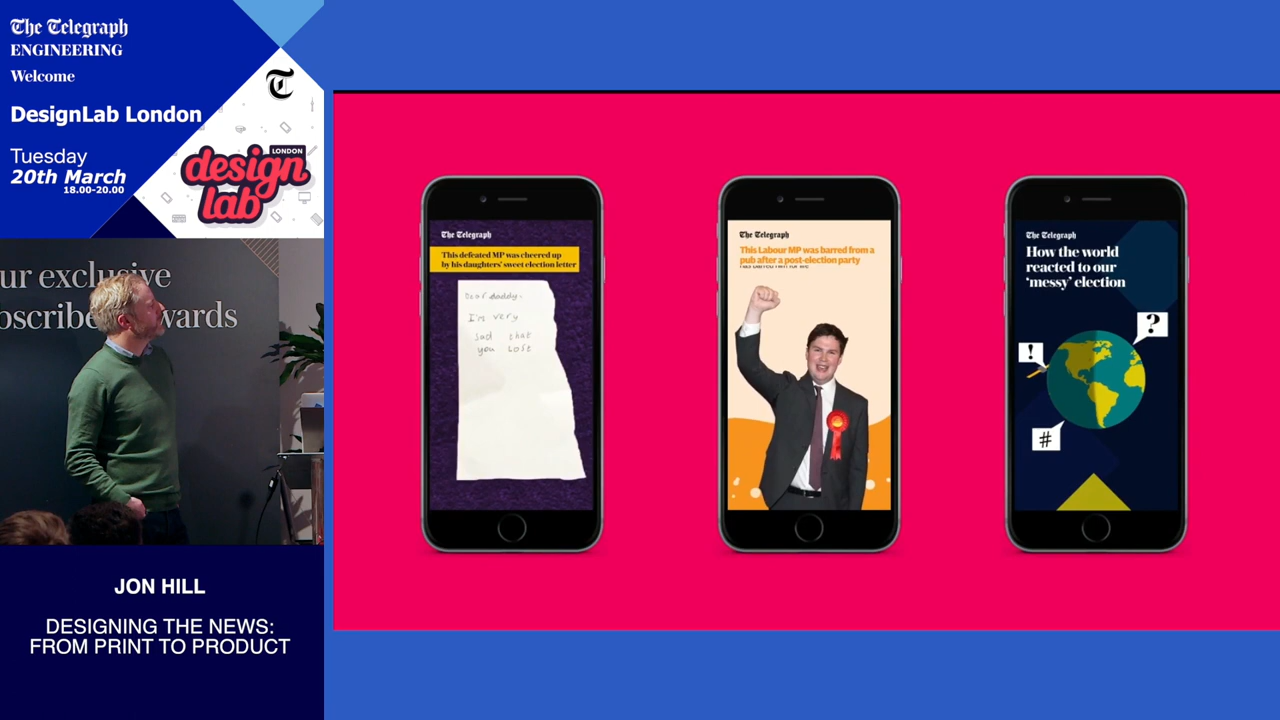 The Telegraph
ENGINEERING
Welcome
DesignLab London
Tuesday
20th March
18.00-20.00
LONDON
design
lab
ur exclusive
bscribe wards
JON HILL
DESIGNING THE NEWS:
FROM PRINT TO PRODUCT
The Telegraph
This defeated MP was cheered up
by his daughters' sweet election letter
Dear daddy.
I'm very
sad that
you lost
The Telegraph
This Labour MP was barred from a
pub after a post-election party
The Telegraph
How the world
reacted to our
'messy' election
?
!
#